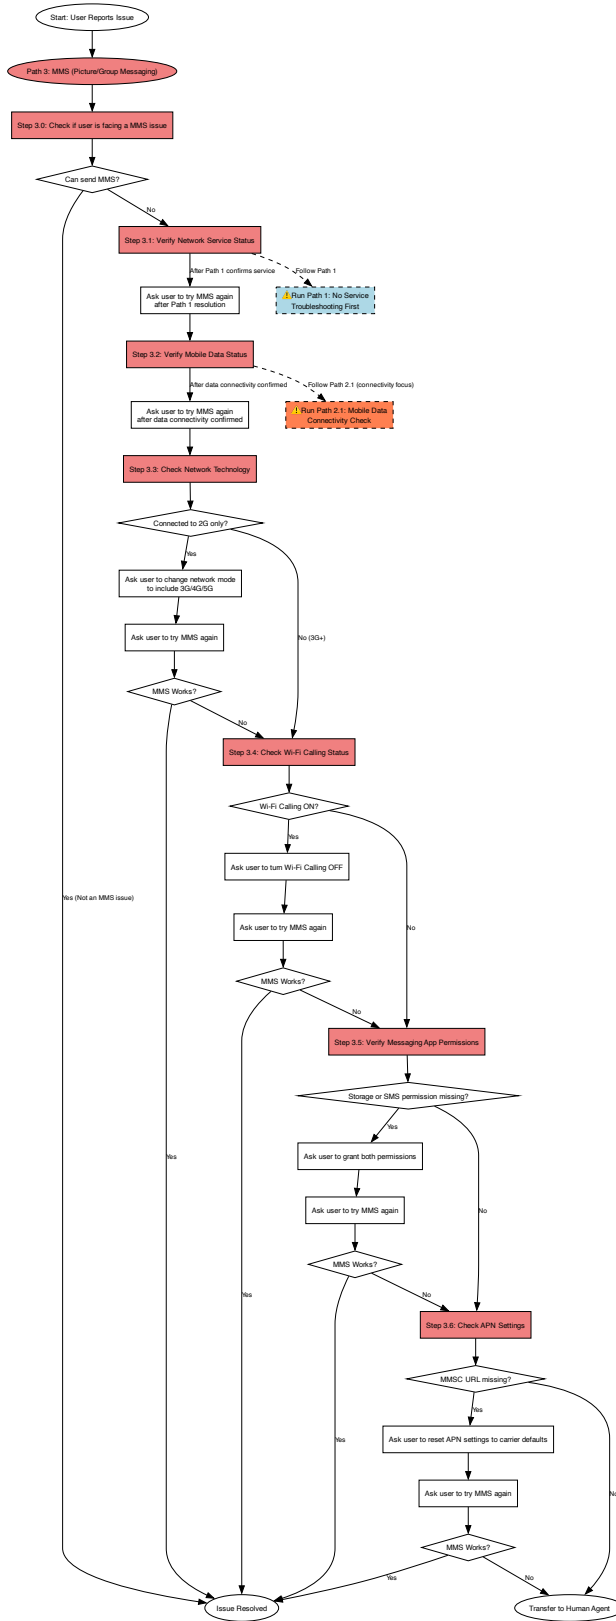 Start: User Reports Issue
Path 3: MMS (Picture/Group Messaging)
Step 3.0: Check if user is facing a MMS issue
Can send MMS?
No
Step 3.1: Verify Network Service Status
After Path 1 confirms service
Follow Path 1
Ask user to try MMS again
after Path 1 resolution
⚠️Run Path 1: No Service
Troubleshooting First
Step 3.2: Verify Mobile Data Status
After data connectivity confirmed
Follow Path 2.1 (connectivity focus)
Ask user to try MMS again
after data connectivity confirmed
⚠️Run Path 2.1: Mobile Data
Connectivity Check
Step 3.3: Check Network Technology
Connected to 2G only?
Yes
Ask user to change network mode
to include 3G/4G/5G
Ask user to try MMS again
No (3G+)
MMS Works?
No
Step 3.4: Check Wi-Fi Calling Status
Wi-Fi Calling ON?
Yes
Ask user to turn Wi-Fi Calling OFF
Yes (Not an MMS issue)
Ask user to try MMS again
No
MMS Works?
No
Step 3.5: Verify Messaging App Permissions
Storage or SMS permission missing?
Yes
Ask user to grant both permissions
Yes
Ask user to try MMS again
No
MMS Works?
Yes
No
Step 3.6: Check APN Settings
MMSC URL missing?
Yes
Ask user to reset APN settings to carrier defaults
Yes
Ask user to try MMS again
No
MMS Works?
Yes
No
Issue Resolved
Transfer to Human Agent